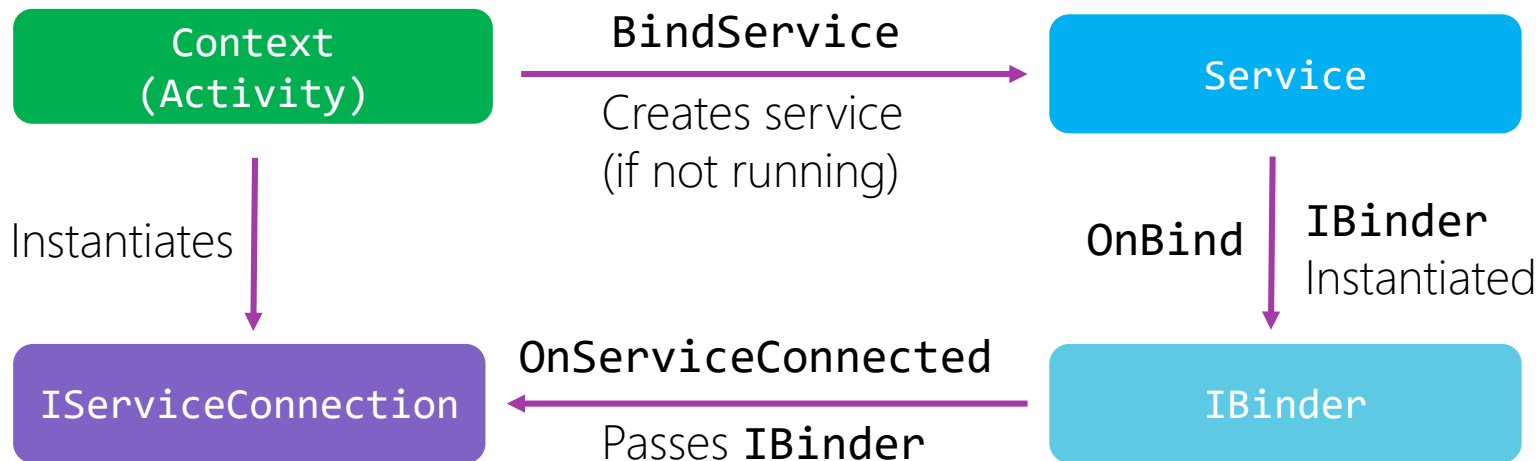 Context
(Activity)
BindService
Creates service
(if not running)
Service
Instantiates
OnBind
IBinder
Instantiated
IServiceConnection
OnServiceConnected
Passes IBinder
IBinder